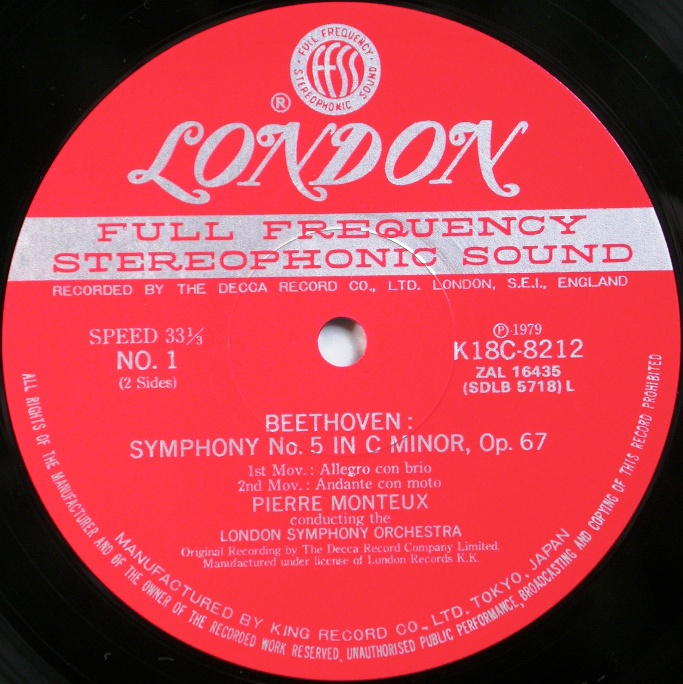 FULL FREQUENCY
ffss
STEREOPHONIC SOUND
®
LONDON
FULL FREQUENCY
STEREOPHONIC SOUND
RECORDED BY THE DECCA RECORD CO., LTD. LONDON, S.E.I., ENGLAND
SPEED 33⅓
NO. 1
(2 Sides)
℗ 1979
K18C-8212
ZAL 16435
(SDLB 5718) L
BEETHOVEN :
SYMPHONY No. 5 IN C MINOR, Op. 67
1st Mov. : Allegro con brio
2nd Mov. : Andante con moto
PIERRE MONTEUX
conducting the
LONDON SYMPHONY ORCHESTRA
Original Recording by The Decca Record Company Limited.
Manufactured under license of London Records K.K.
MANUFACTURED BY KING RECORD CO., LTD. TOKYO, JAPAN
ALL RIGHTS OF THE MANUFACTURER AND OF THE OWNER OF THE RECORDED WORK RESERVED, UNAUTHORISED PUBLIC PERFORMANCE, BROADCASTING AND COPYING OF THIS RECORD PROHIBITED